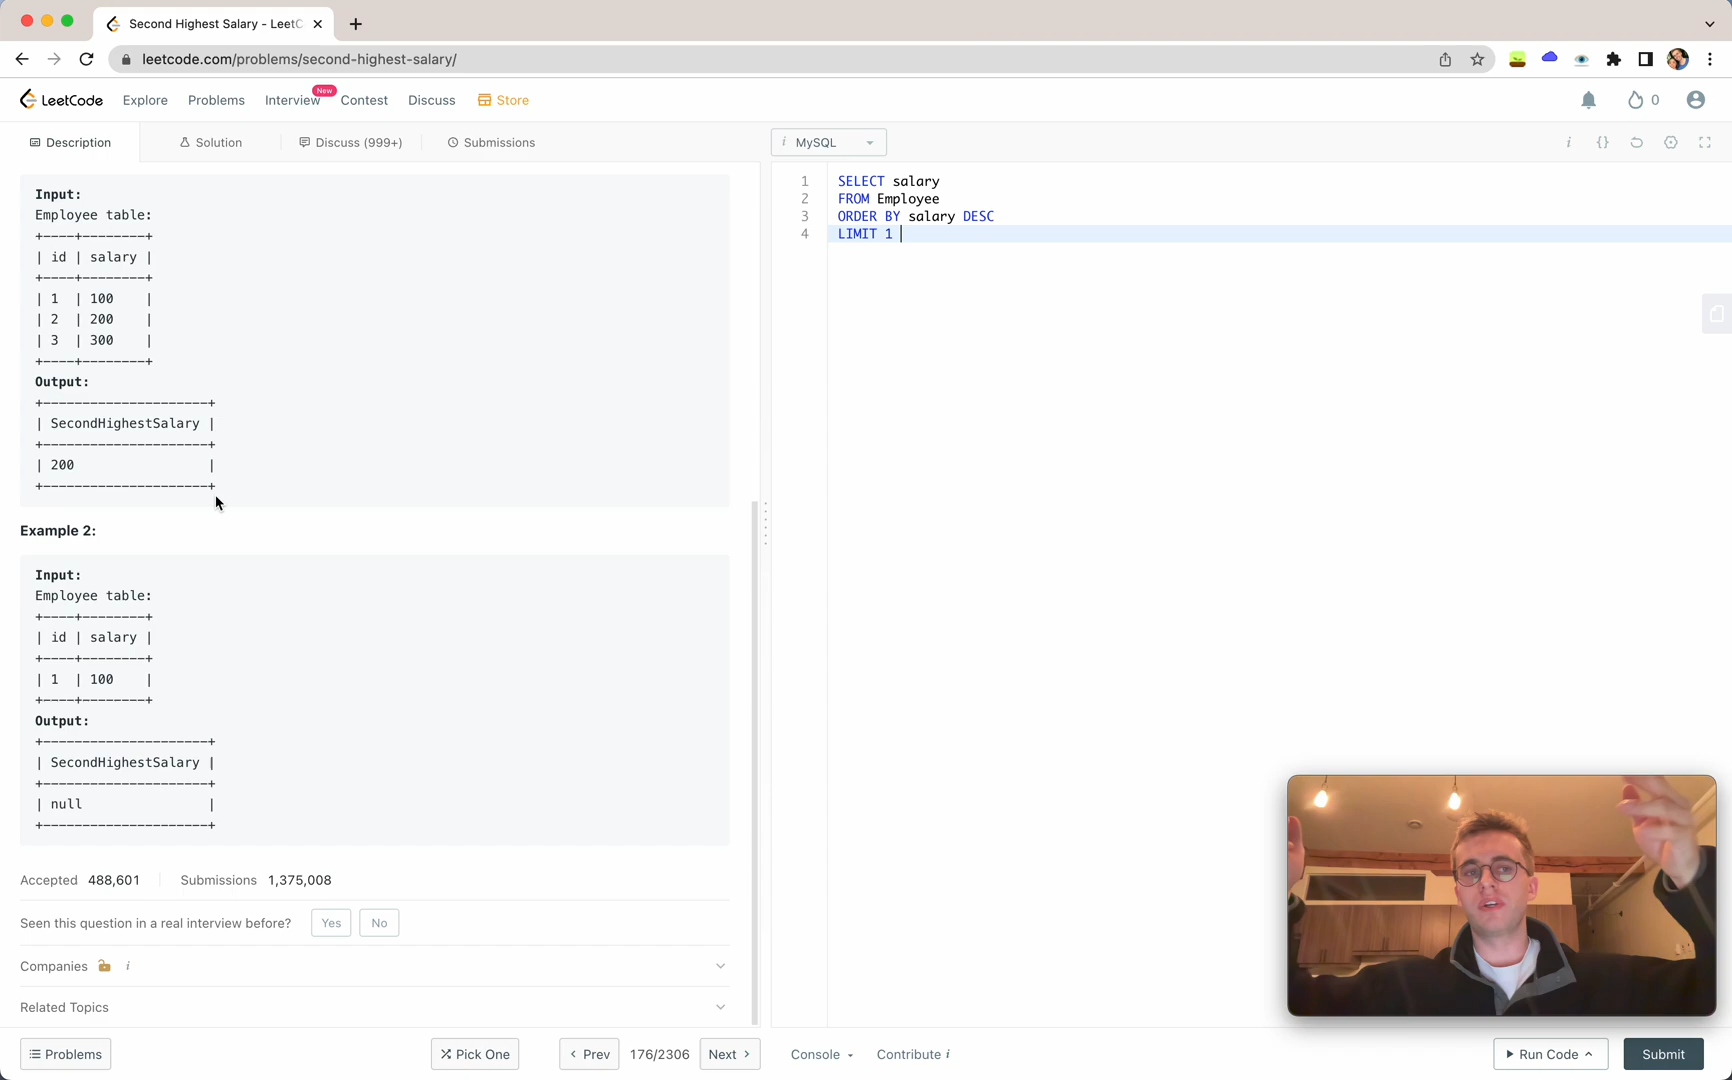 Second Highest Salary - LeetC
leetcode.com/problems/second-highest-salary/
LeetCode Explore Problems Interview New Contest Discuss Store 0
Description Solution Discuss (999+) Submissions
i MySQL
Input:
Employee table:
+----+--------+
| id | salary |
+----+--------+
| 1  | 100    |
| 2  | 200    |
| 3  | 300    |
+----+--------+
Output:
+---------------------+
| SecondHighestSalary |
+---------------------+
| 200                 |
+---------------------+
Example 2:
Input:
Employee table:
+----+--------+
| id | salary |
+----+--------+
| 1  | 100    |
+----+--------+
Output:
+---------------------+
| SecondHighestSalary |
+---------------------+
| null                |
+---------------------+
Accepted 488,601 Submissions 1,375,008
Seen this question in a real interview before? Yes No
Companies i
Related Topics
1 SELECT salary
2 FROM Employee
3 ORDER BY salary DESC
4 LIMIT 1
i {}
Problems Pick One < Prev 176/2306 Next > Console Contribute i Run Code Submit